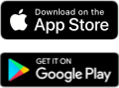 Download on the
App Store
GET IT ON
Google Play